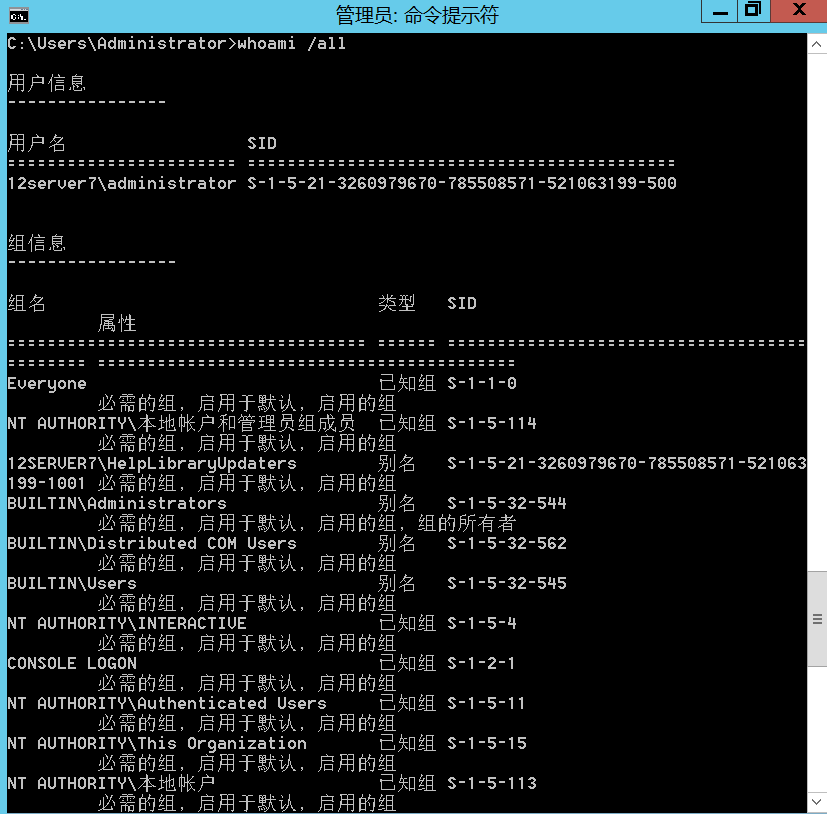 管理员: 命令提示符
C:\Users\Administrator>whoami /all
用户信息
----------------
用户名 SID
======================= ===========================================
12server7\administrator S-1-5-21-3260979670-785508571-521063199-500
组信息
-----------------
组名 类型 SID
属性
==================================== ====== ====================================
======== ==========================================
Everyone 已知组 S-1-1-0
必需的组, 启用于默认, 启用的组
NT AUTHORITY\本地帐户和管理员组成员 已知组 S-1-5-114
必需的组, 启用于默认, 启用的组
12SERVER7\HelpLibraryUpdaters 别名 S-1-5-21-3260979670-785508571-521063
199-1001 必需的组, 启用于默认, 启用的组
BUILTIN\Administrators 别名 S-1-5-32-544
必需的组, 启用于默认, 启用的组, 组的所有者
BUILTIN\Distributed COM Users 别名 S-1-5-32-562
必需的组, 启用于默认, 启用的组
BUILTIN\Users 别名 S-1-5-32-545
必需的组, 启用于默认, 启用的组
NT AUTHORITY\INTERACTIVE 已知组 S-1-5-4
必需的组, 启用于默认, 启用的组
CONSOLE LOGON 已知组 S-1-2-1
必需的组, 启用于默认, 启用的组
NT AUTHORITY\Authenticated Users 已知组 S-1-5-11
必需的组, 启用于默认, 启用的组
NT AUTHORITY\This Organization 已知组 S-1-5-15
必需的组, 启用于默认, 启用的组
NT AUTHORITY\本地帐户 已知组 S-1-5-113
必需的组, 启用于默认, 启用的组